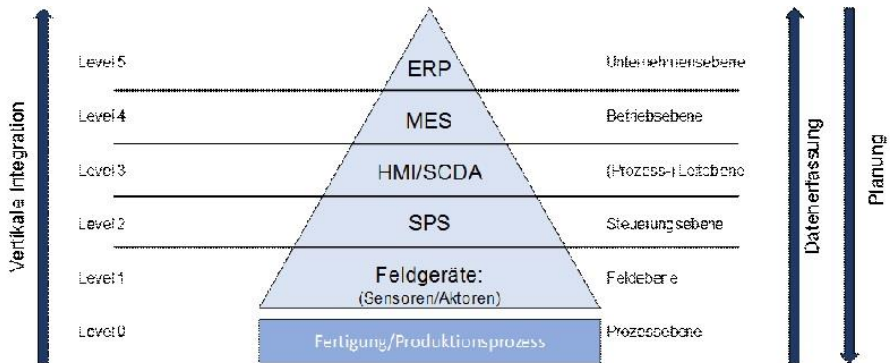 Vertikale Integration
Level 5
ERP
Unternehmensebene
Level 4
MES
Betriebsebene
Level 3
HMI/SCDA
(Prozess-) Leitebene
Level 2
SPS
Steuerungsebene
Level 1
Feldgeräte:
(Sensoren/Aktoren)
Feldebene
Level 0
Fertigung/Produktionsprozess
Prozessebene
Datenerfassung
Planung